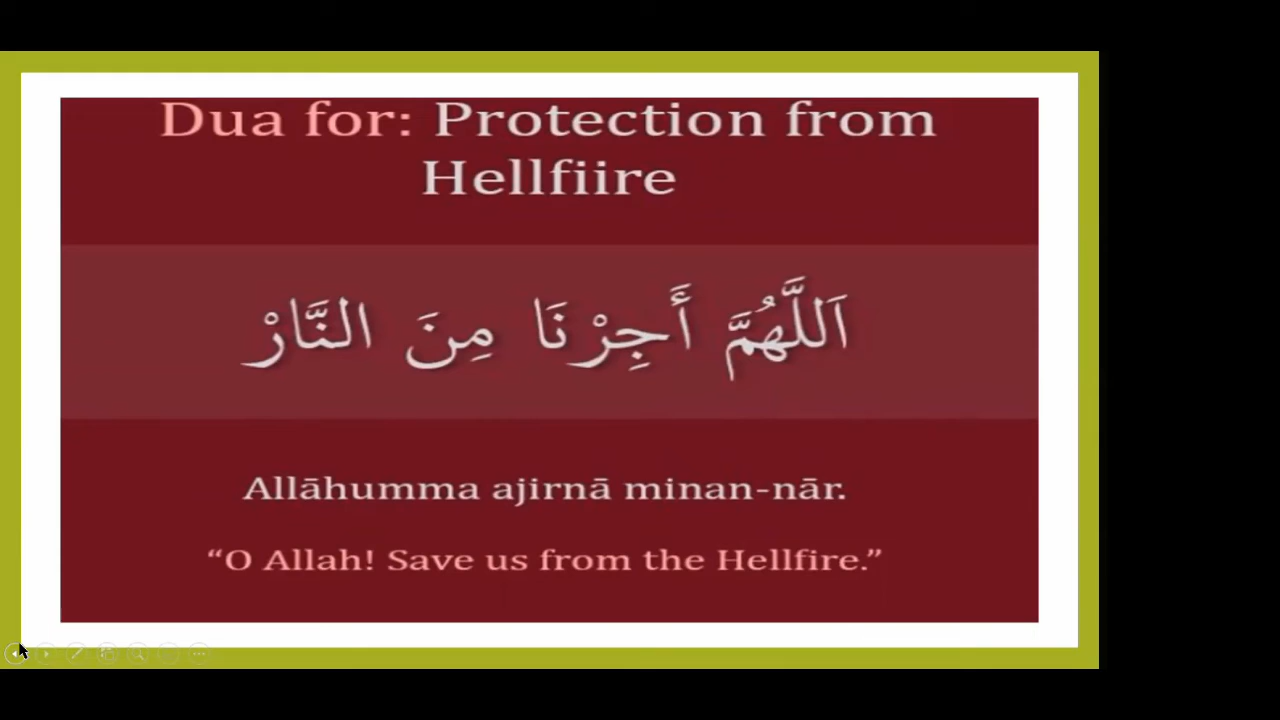 Dua for: Protection from
Hellfiire
اَللَّهُمَّ أَجِرْنَا مِنَ النَّارْ
Allāhumma ajirnā minan-nār.
“O Allah! Save us from the Hellfire.”